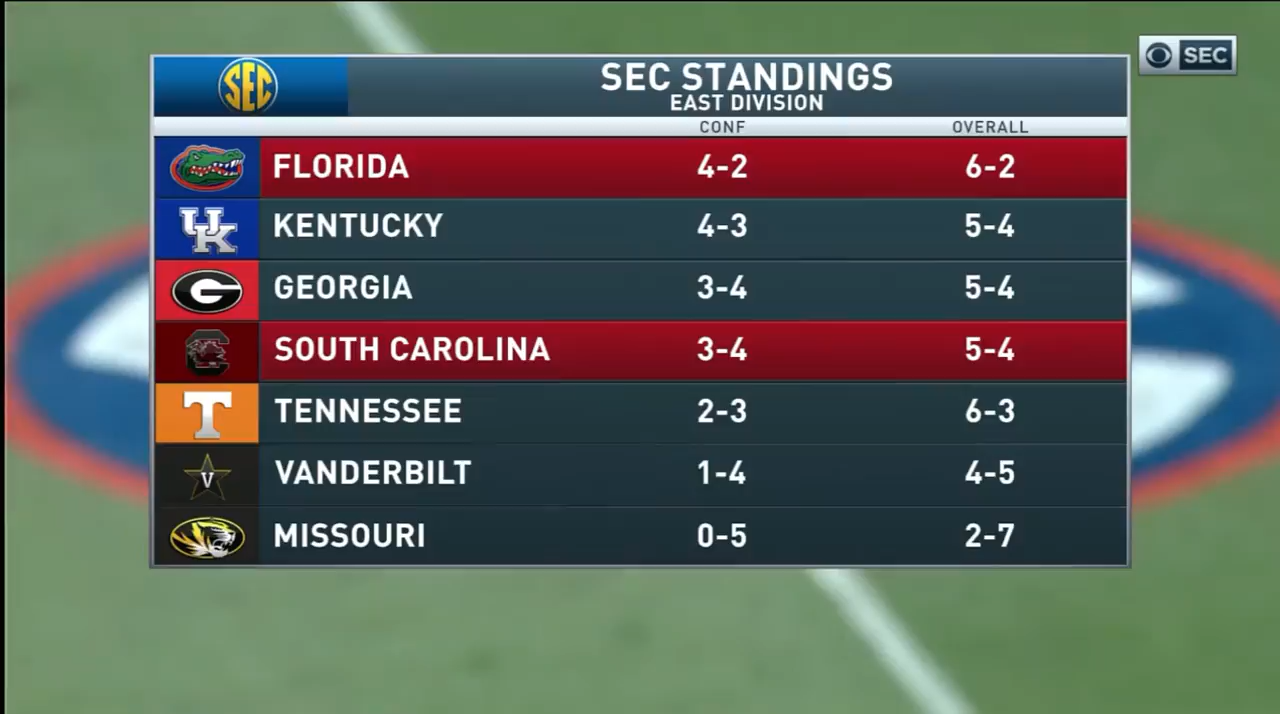 SEC
SEC
SEC STANDINGS
EAST DIVISION
CONF OVERALL
FLORIDA 4-2 6-2
UK KENTUCKY 4-3 5-4
G GEORGIA 3-4 5-4
C SOUTH CAROLINA 3-4 5-4
T TENNESSEE 2-3 6-3
V VANDERBILT 1-4 4-5
MISSOURI 0-5 2-7